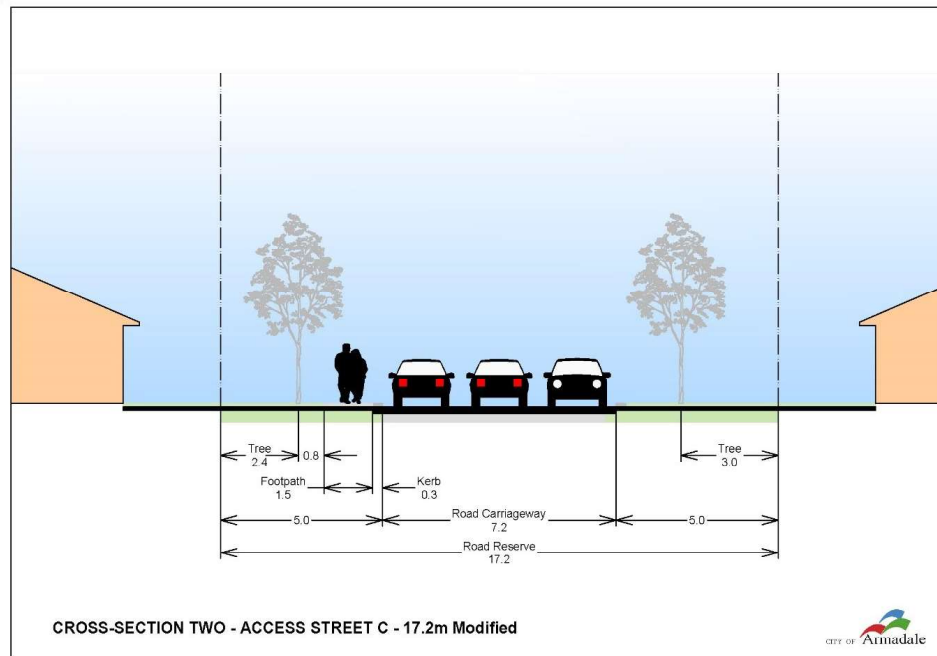 Tree
2.4
0.8
Tree
3.0
Footpath
1.5
Kerb
0.3
5.0
Road Carriageway
7.2
5.0
Road Reserve
17.2
CROSS-SECTION TWO - ACCESS STREET C - 17.2m Modified
CITY OF Armadale